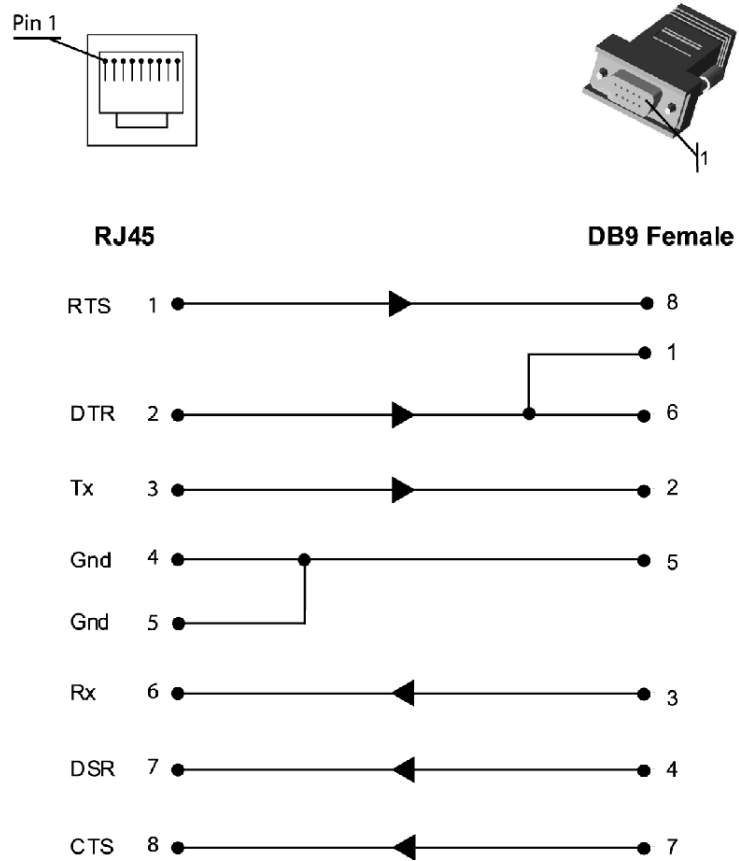 Pin 1
1
RJ45 DB9 Female
RTS 1 8
1
DTR 2 6
Tx 3 2
Gnd 4 5
Gnd 5
Rx 6 3
DSR 7 4
CTS 8 7